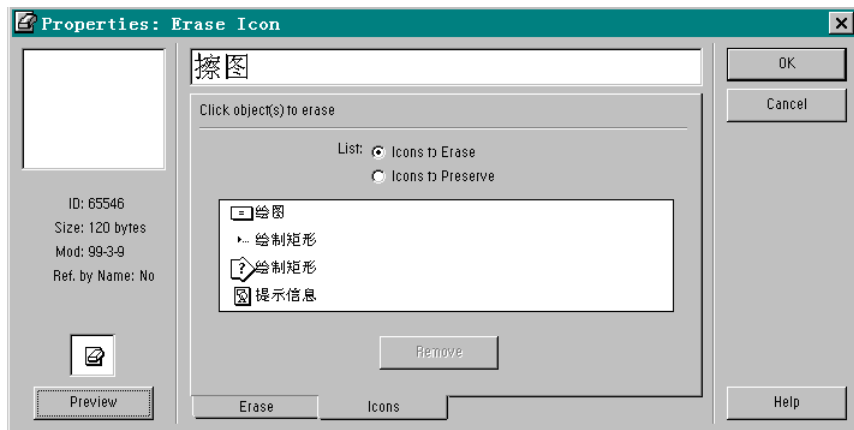 Properties: Erase Icon
擦图
OK
Click object(s) to erase
Cancel
List: Icons to Erase
Icons to Preserve
ID: 65546
Size: 120 bytes
Mod: 99-3-9
Ref. by Name: No
绘图
绘制矩形
绘制矩形
提示信息
Remove
Preview
Erase
Icons
Help